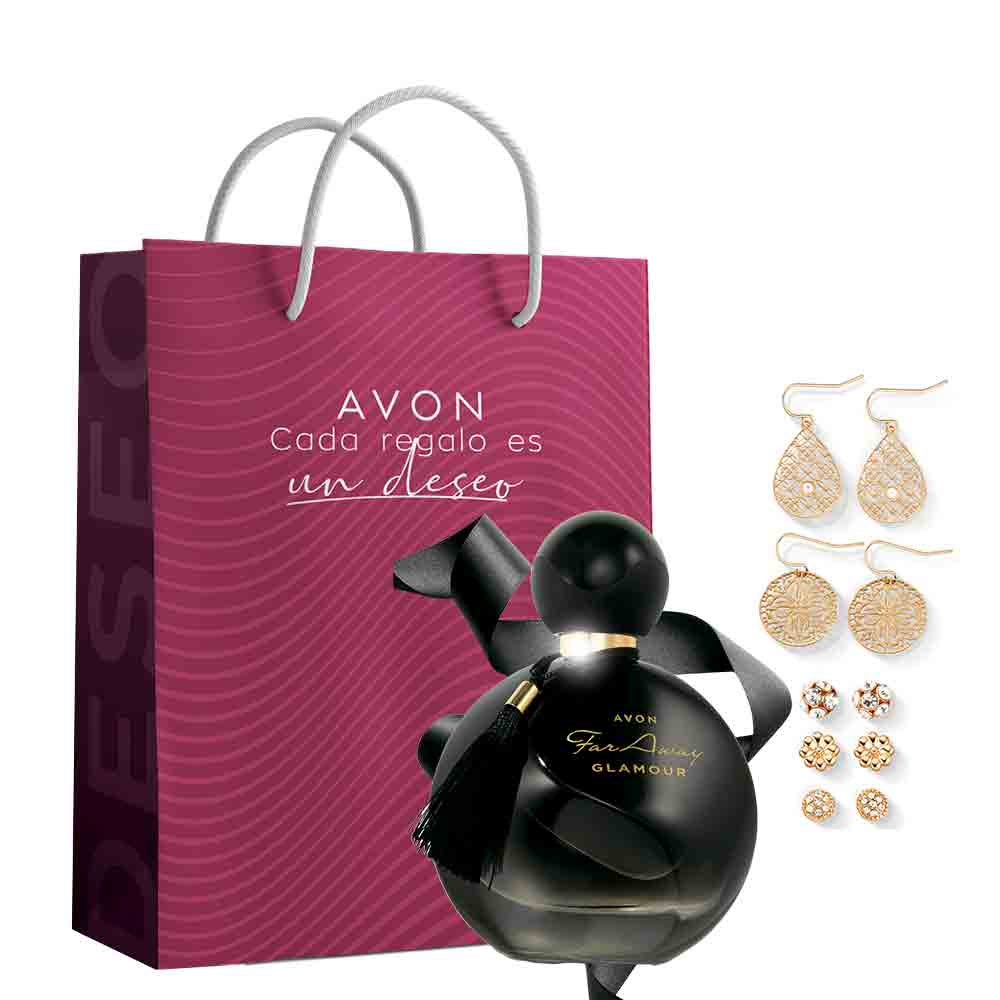 AVON
Cada regalo es
un deseo
DESEO
AVON
Far Away
GLAMOUR